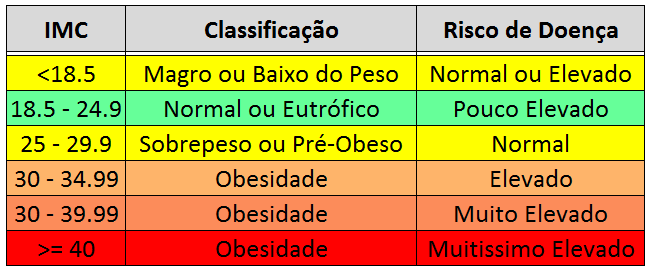 IMC Classificação Risco de Doença
<18.5 Magro ou Baixo do Peso Normal ou Elevado
18.5 - 24.9 Normal ou Eutrófico Pouco Elevado
25 - 29.9 Sobrepeso ou Pré-Obeso Normal
30 - 34.99 Obesidade Elevado
30 - 39.99 Obesidade Muito Elevado
>= 40 Obesidade Muitissimo Elevado